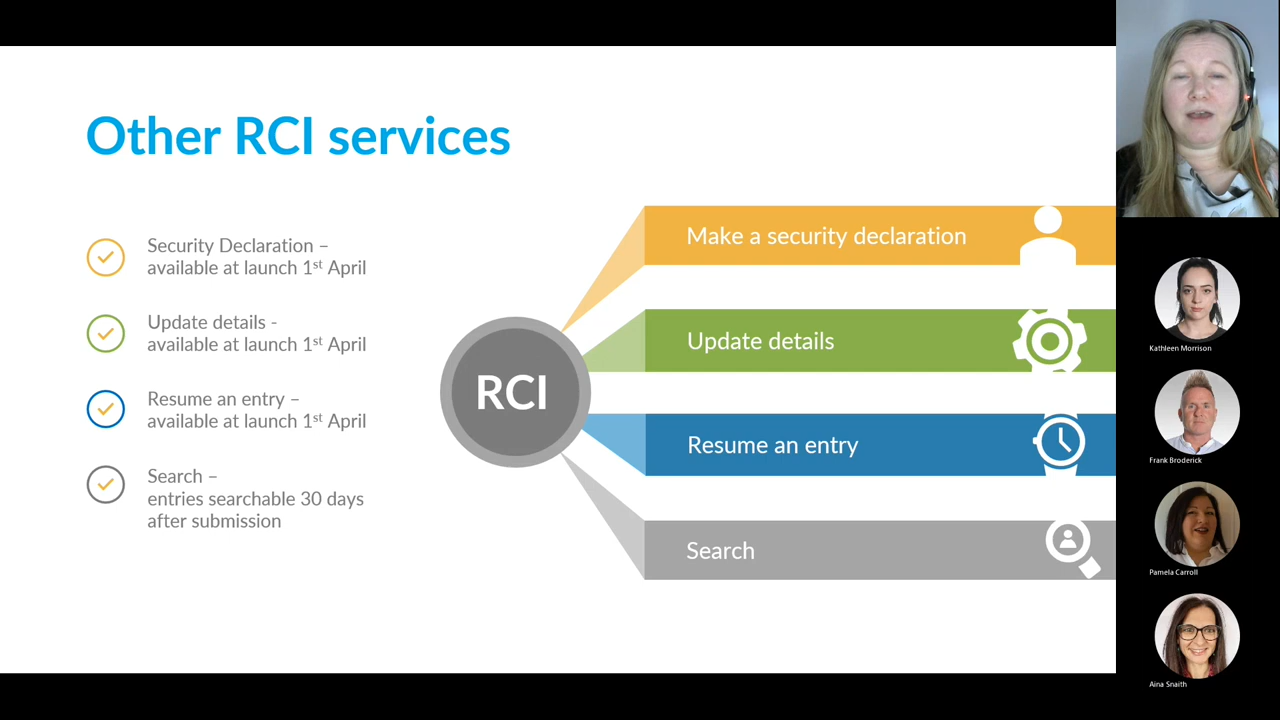 Other RCI services
Security Declaration –
available at launch 1st April
Update details -
available at launch 1st April
Resume an entry –
available at launch 1st April
Search –
entries searchable 30 days
after submission
RCI
Make a security declaration
Update details
Resume an entry
Search
Kathleen Morrison
Frank Broderick
Pamela Carroll
Aina Snaith